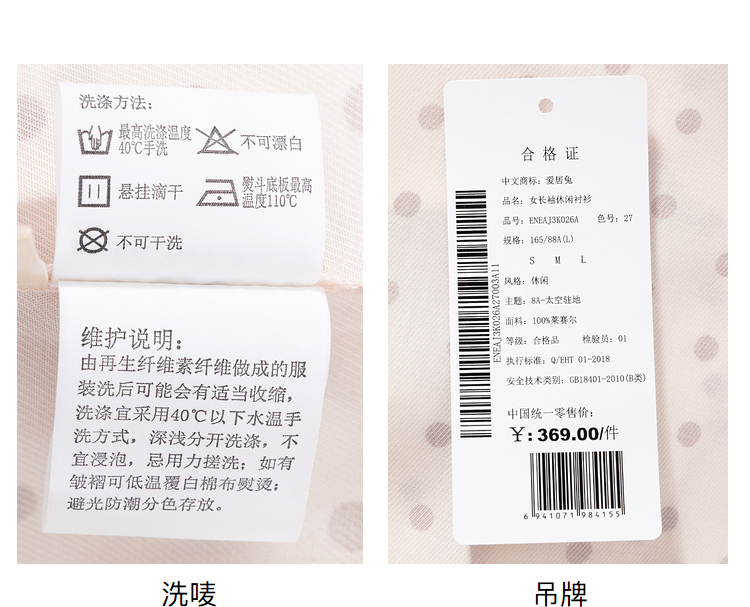 洗涤方法：
最高洗涤温度
40℃手洗
不可漂白
悬挂滴干
熨斗底板最高
温度110℃
不可干洗
维护说明：
由再生纤维素纤维做成的服
装洗后可能会有适当收缩，
洗涤宜采用40℃以下水温手
洗方式，深浅分开洗涤，不
宜浸泡，忌用力搓洗；如有
皱褶可低温覆白棉布熨烫；
避光防潮分色存放。
洗唛
合格证
中文商标：爱居兔
品名：女长袖休闲衬衫
品号：ENEAJ3K026A 色号：27
规格：165/88A(L)
S M L
风格：休闲
主题：8A-太空驻地
面料：100%莱赛尔
等级：合格品 检验员：01
执行标准：Q/EHT 01-2018
安全技术类别：GB18401-2010(B类)
ENEAJ3K026A27003A11
中国统一零售价：
¥：369.00/件
6 941071 984155
吊牌